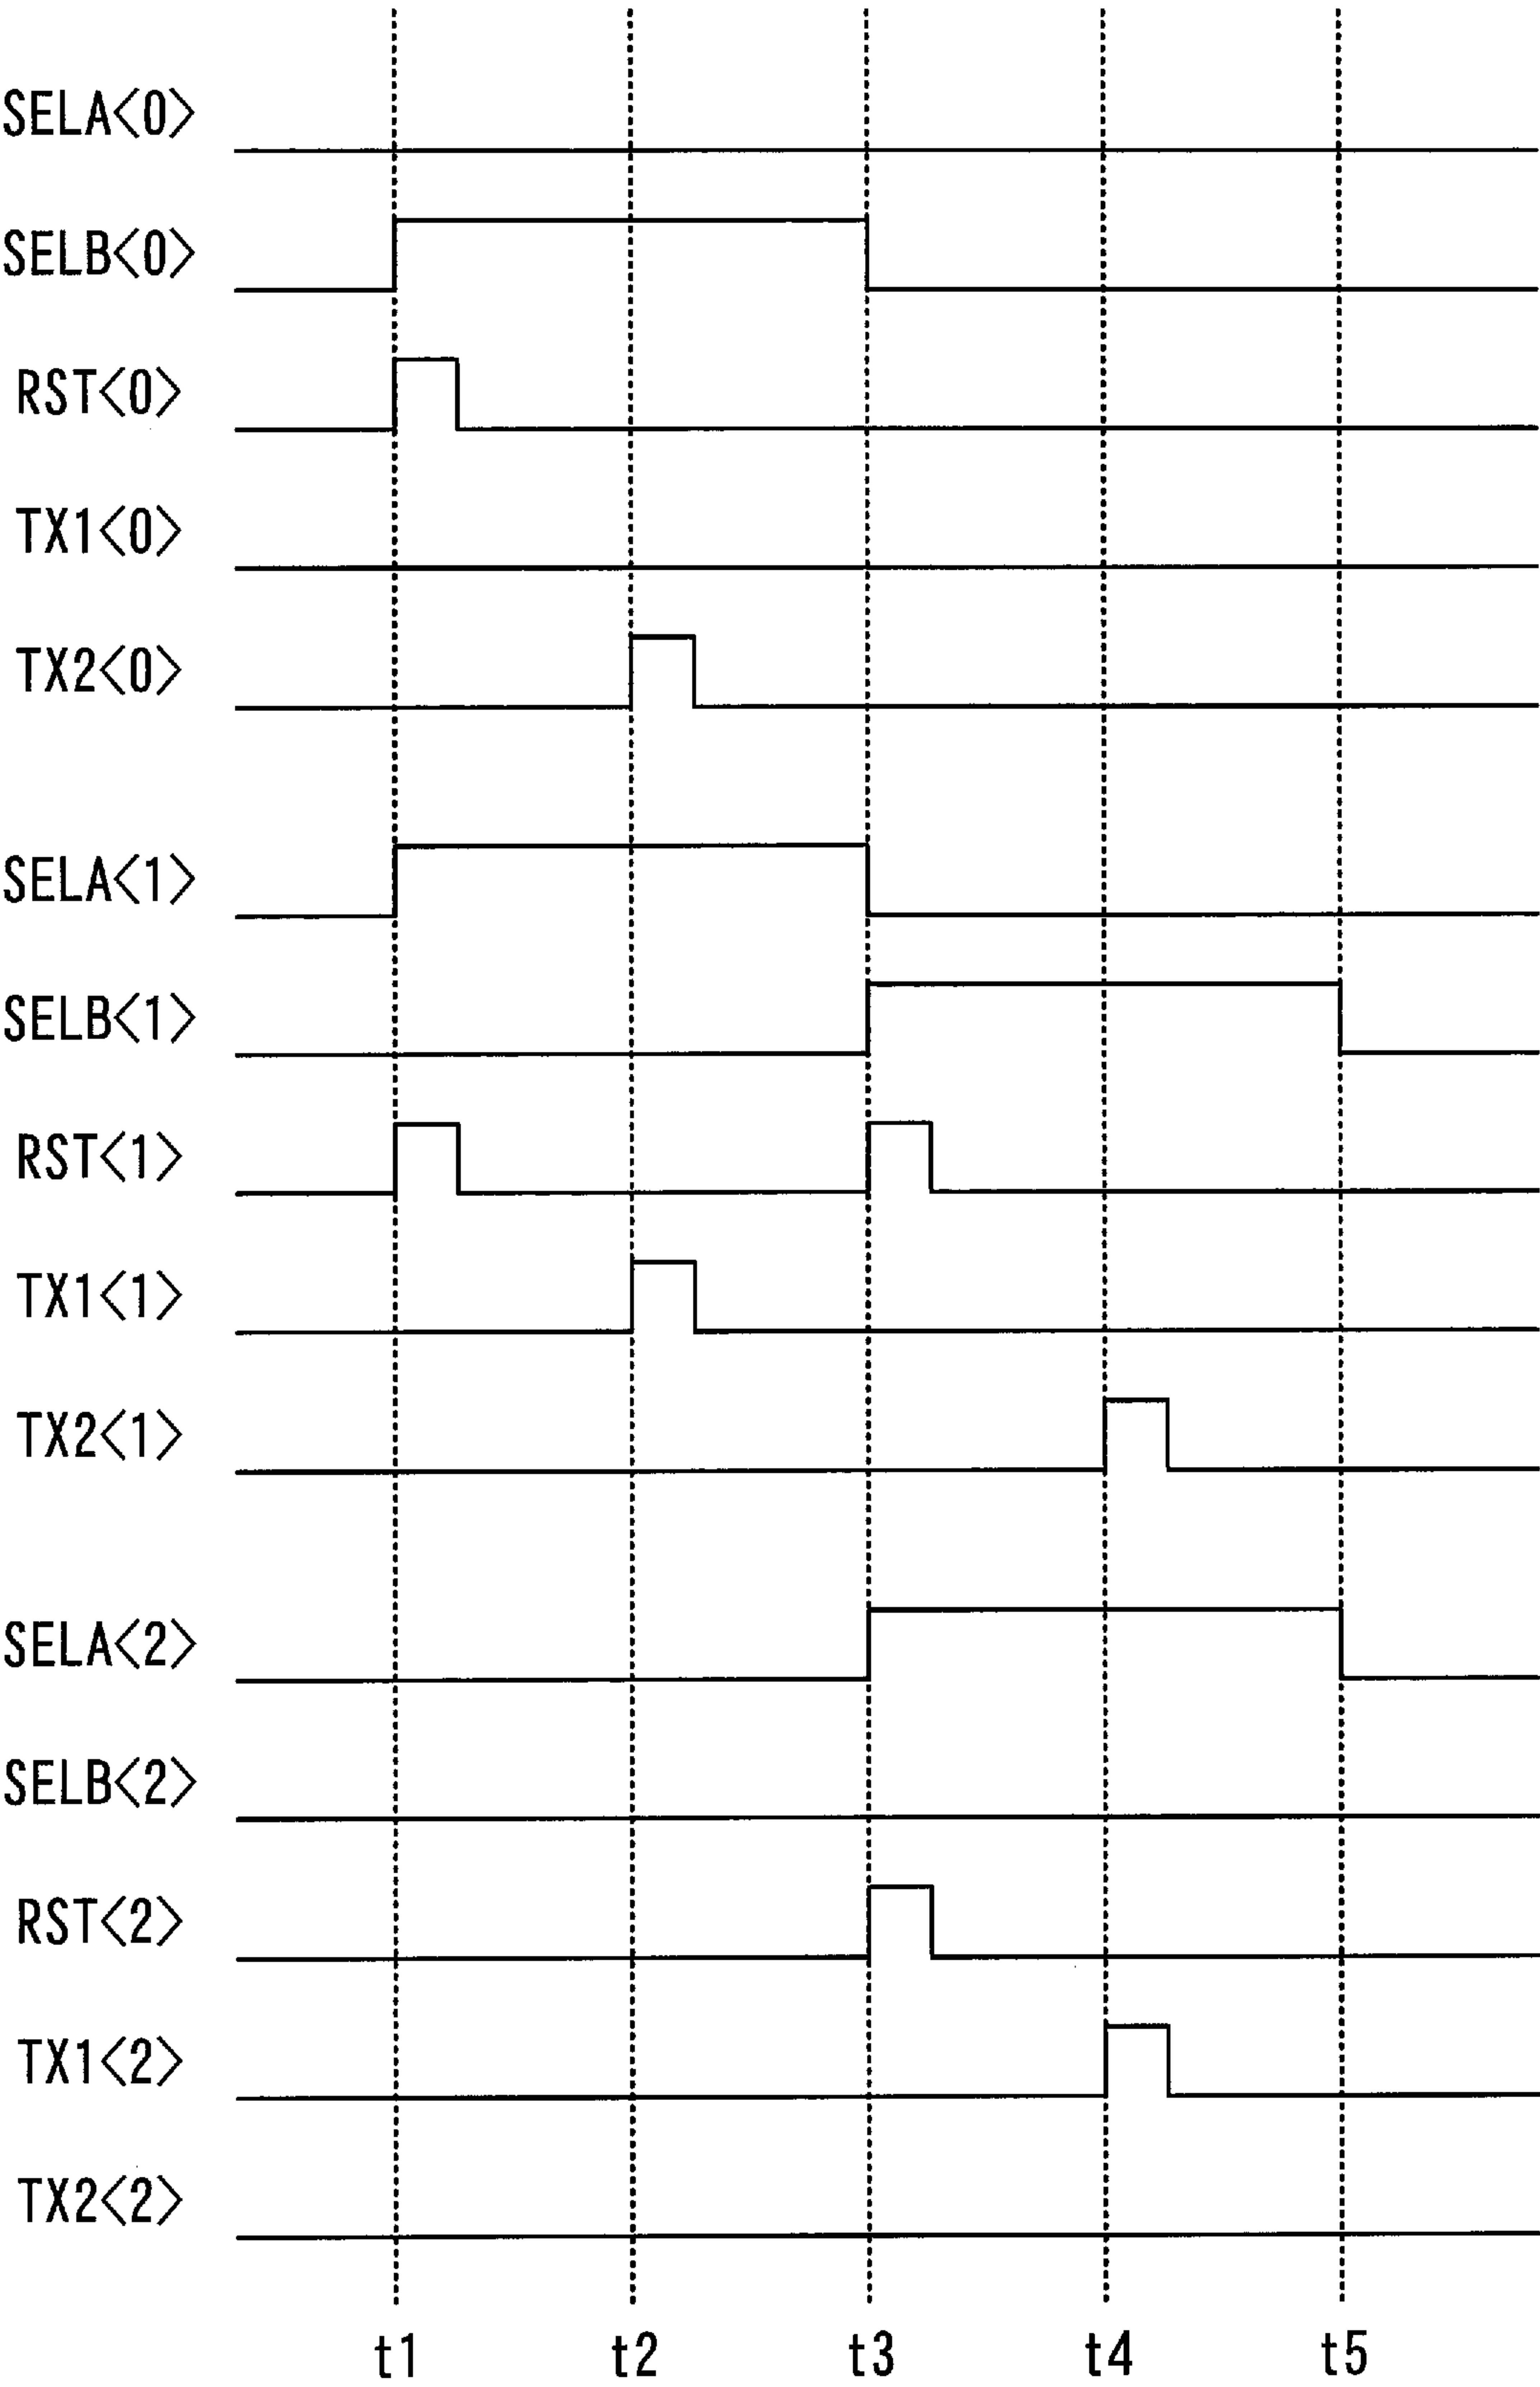 SELA<0>
SELB<0>
RST<0>
TX1<0>
TX2<0>
SELA<1>
SELB<1>
RST<1>
TX1<1>
TX2<1>
SELA<2>
SELB<2>
RST<2>
TX1<2>
TX2<2>
t1 t2 t3 t4 t5